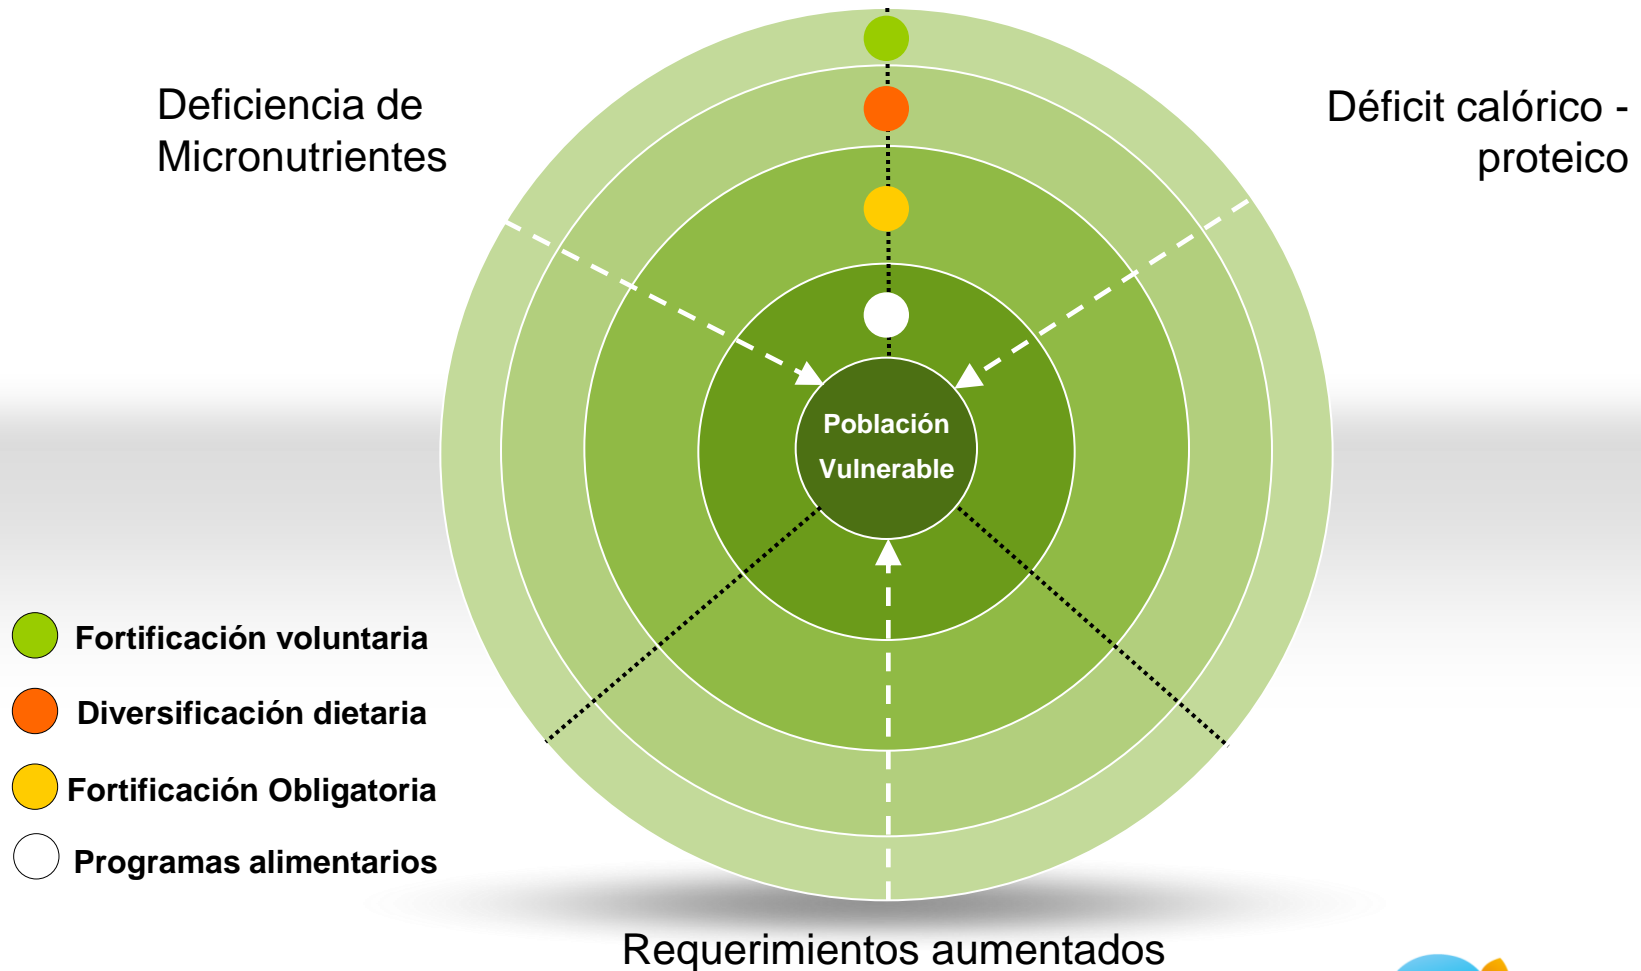 Deficiencia de
Micronutrientes
Déficit calórico -
proteico
Población
Vulnerable
Fortificación voluntaria
Diversificación dietaria
Fortificación Obligatoria
Programas alimentarios
Requerimientos aumentados